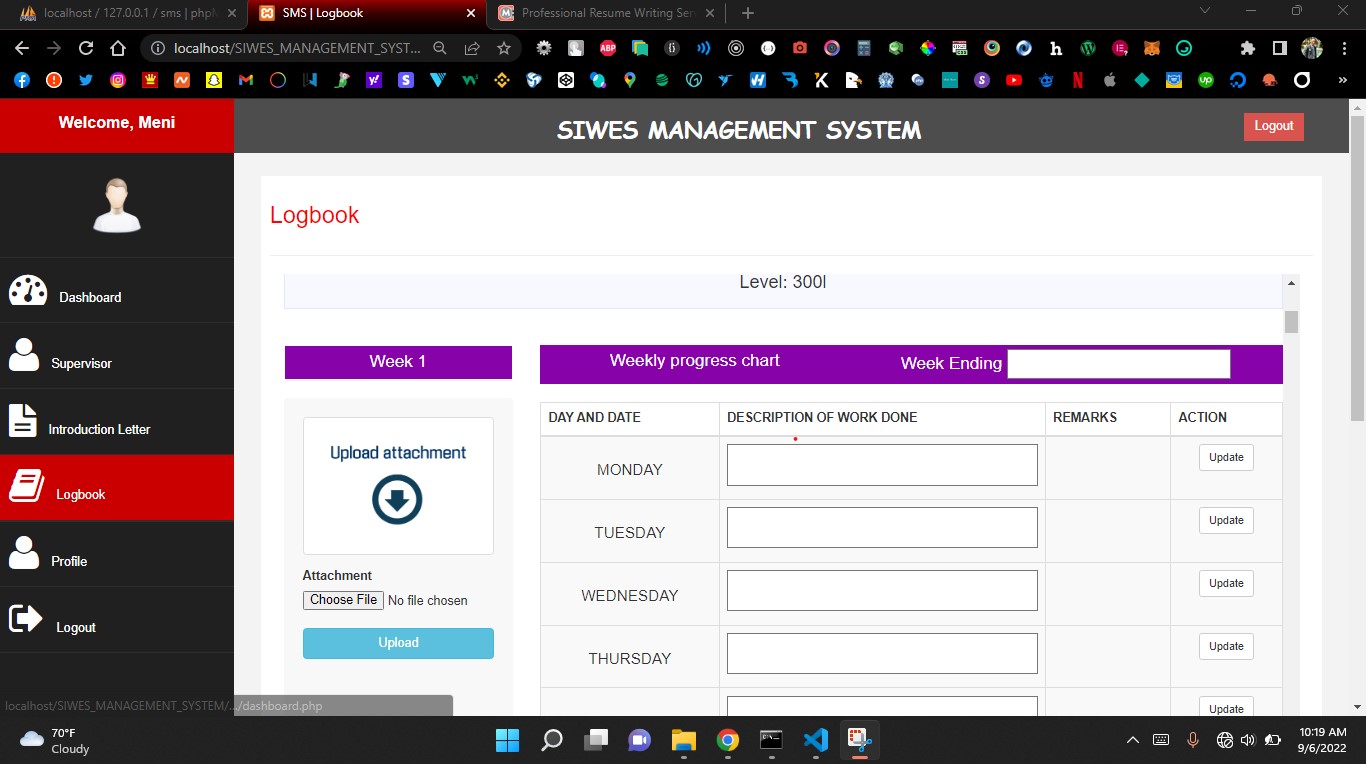 localhost / 127.0.0.1 / sms | phpM
SMS | Logbook
Professional Resume Writing Serv
localhost/SIWES_MANAGEMENT_SYST...
Welcome, Meni
SIWES MANAGEMENT SYSTEM
Logout
Logbook
Level: 300l
Dashboard
Supervisor
Introduction Letter
Logbook
Profile
Logout
Week 1
Weekly progress chart
Week Ending
Upload attachment
Attachment
Choose File No file chosen
Upload
DAY AND DATE DESCRIPTION OF WORK DONE REMARKS ACTION
MONDAY Update
TUESDAY Update
WEDNESDAY Update
THURSDAY Update
Update
localhost/SIWES_MANAGEMENT_SYSTEM/.../dashboard.php
70°F
Cloudy
10:19 AM
9/6/2022